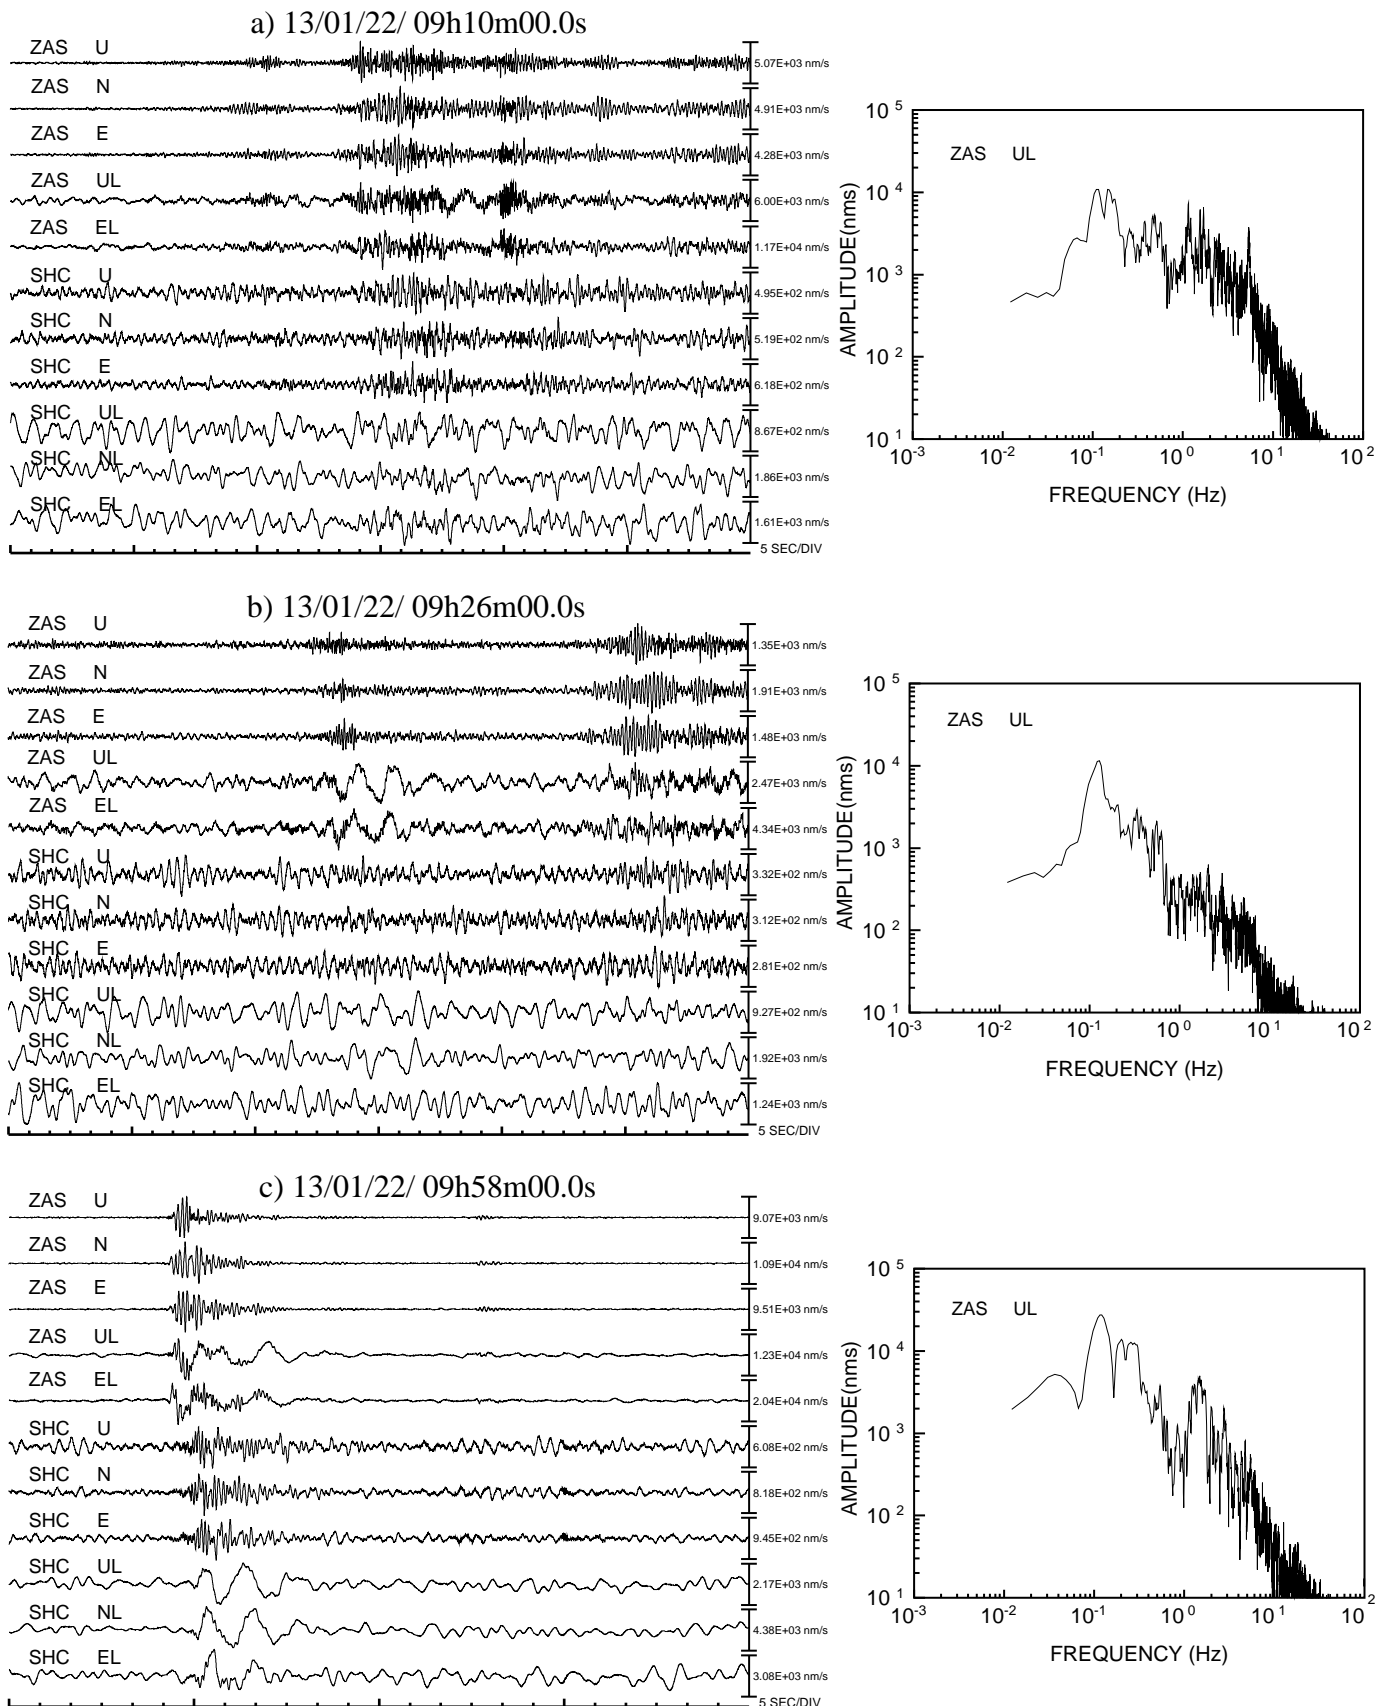 a) 13/01/22/ 09h10m00.0s
ZAS U 5.07E+03 nm/s
ZAS N 4.91E+03 nm/s
ZAS E 4.28E+03 nm/s
ZAS UL 6.00E+03 nm/s
ZAS EL 1.17E+04 nm/s
SHC U 4.95E+02 nm/s
SHC N 5.19E+02 nm/s
SHC E 6.18E+02 nm/s
SHC UL 8.67E+02 nm/s
SHC NL 1.86E+03 nm/s
SHC EL 1.61E+03 nm/s
5 SEC/DIV
ZAS UL
AMPLITUDE(nms)
10^5
10^4
10^3
10^2
10^1
10^-3 10^-2 10^-1 10^0 10^1 10^2
FREQUENCY (Hz)
b) 13/01/22/ 09h26m00.0s
ZAS U 1.35E+03 nm/s
ZAS N 1.91E+03 nm/s
ZAS E 1.48E+03 nm/s
ZAS UL 2.47E+03 nm/s
ZAS EL 4.34E+03 nm/s
SHC U 3.32E+02 nm/s
SHC N 3.12E+02 nm/s
SHC E 2.81E+02 nm/s
SHC UL 9.27E+02 nm/s
SHC NL 1.92E+03 nm/s
SHC EL 1.24E+03 nm/s
5 SEC/DIV
ZAS UL
AMPLITUDE(nms)
10^5
10^4
10^3
10^2
10^1
10^-3 10^-2 10^-1 10^0 10^1 10^2
FREQUENCY (Hz)
c) 13/01/22/ 09h58m00.0s
ZAS U 9.07E+03 nm/s
ZAS N 1.09E+04 nm/s
ZAS E 9.51E+03 nm/s
ZAS UL 1.23E+04 nm/s
ZAS EL 2.04E+04 nm/s
SHC U 6.08E+02 nm/s
SHC N 8.18E+02 nm/s
SHC E 9.45E+02 nm/s
SHC UL 2.17E+03 nm/s
SHC NL 4.38E+03 nm/s
SHC EL 3.08E+03 nm/s
5 SEC/DIV
ZAS UL
AMPLITUDE(nms)
10^5
10^4
10^3
10^2
10^1
10^-3 10^-2 10^-1 10^0 10^1 10^2
FREQUENCY (Hz)